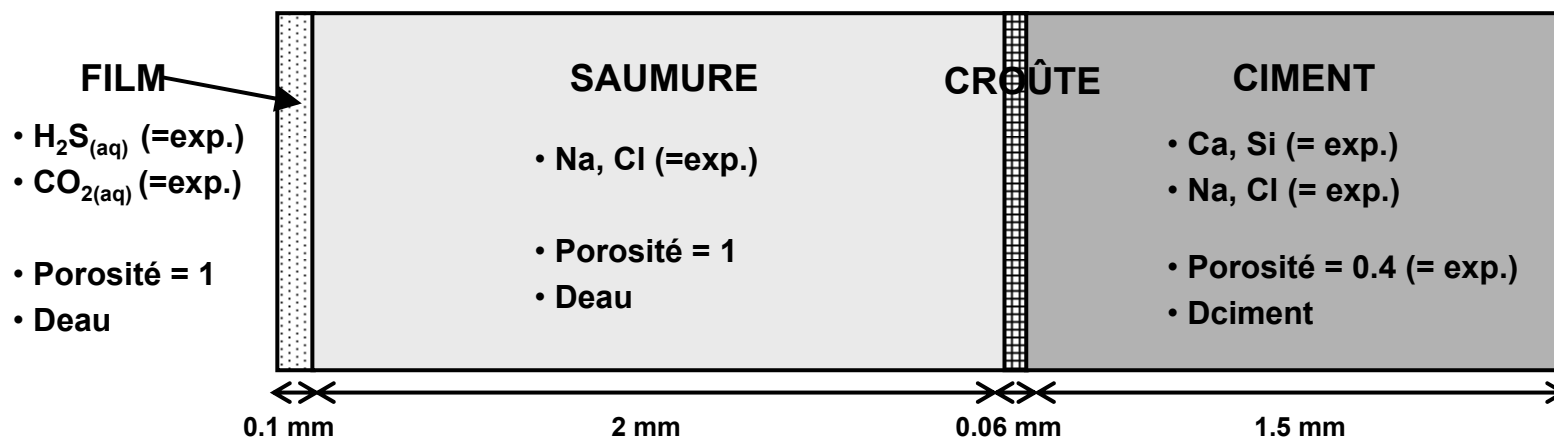 FILM
• H₂S(aq) (=exp.)
• CO₂(aq) (=exp.)
• Porosité = 1
• Deau
SAUMURE
• Na, Cl (=exp.)
• Porosité = 1
• Deau
CROÛTE
CIMENT
• Ca, Si (= exp.)
• Na, Cl (= exp.)
• Porosité = 0.4 (= exp.)
• Dciment
0.1 mm
2 mm
0.06 mm
1.5 mm